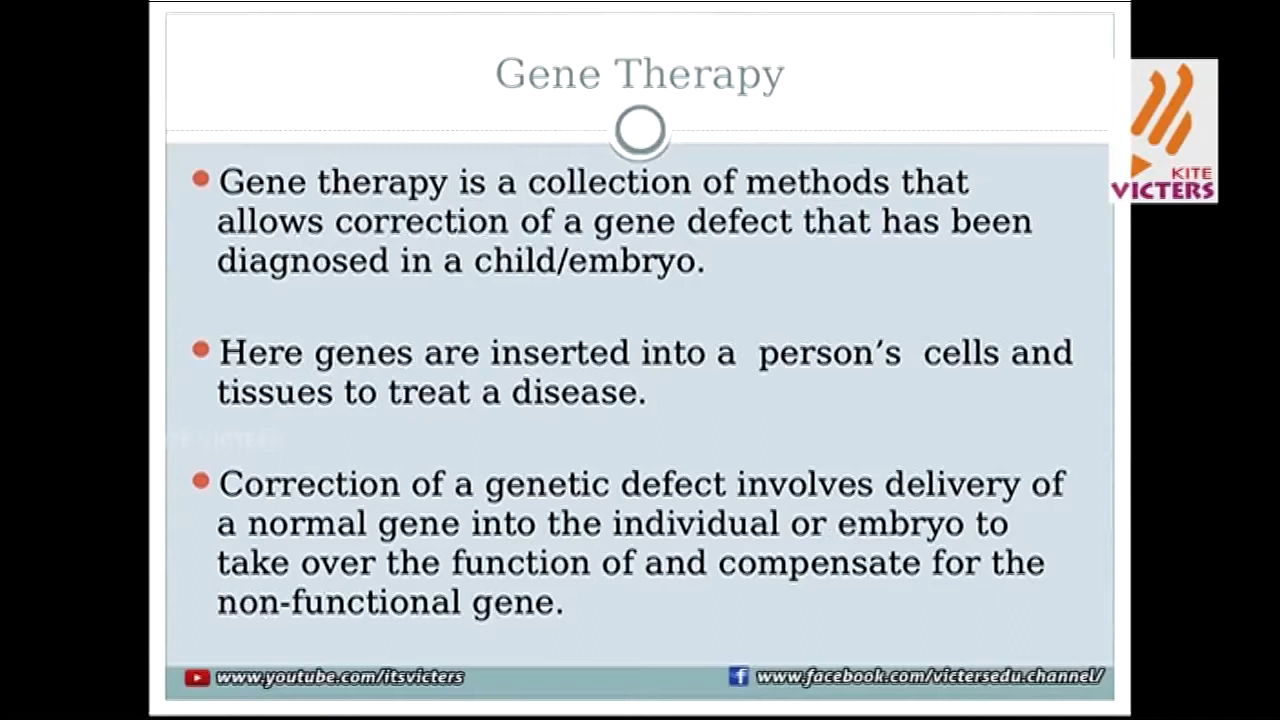 Gene Therapy
Gene therapy is a collection of methods that
allows correction of a gene defect that has been
diagnosed in a child/embryo.
Here genes are inserted into a person’s cells and
tissues to treat a disease.
Correction of a genetic defect involves delivery of
a normal gene into the individual or embryo to
take over the function of and compensate for the
non-functional gene.
KITE
VICTERS
www.youtube.com/itsvicters
www.facebook.com/victersedu.channel/